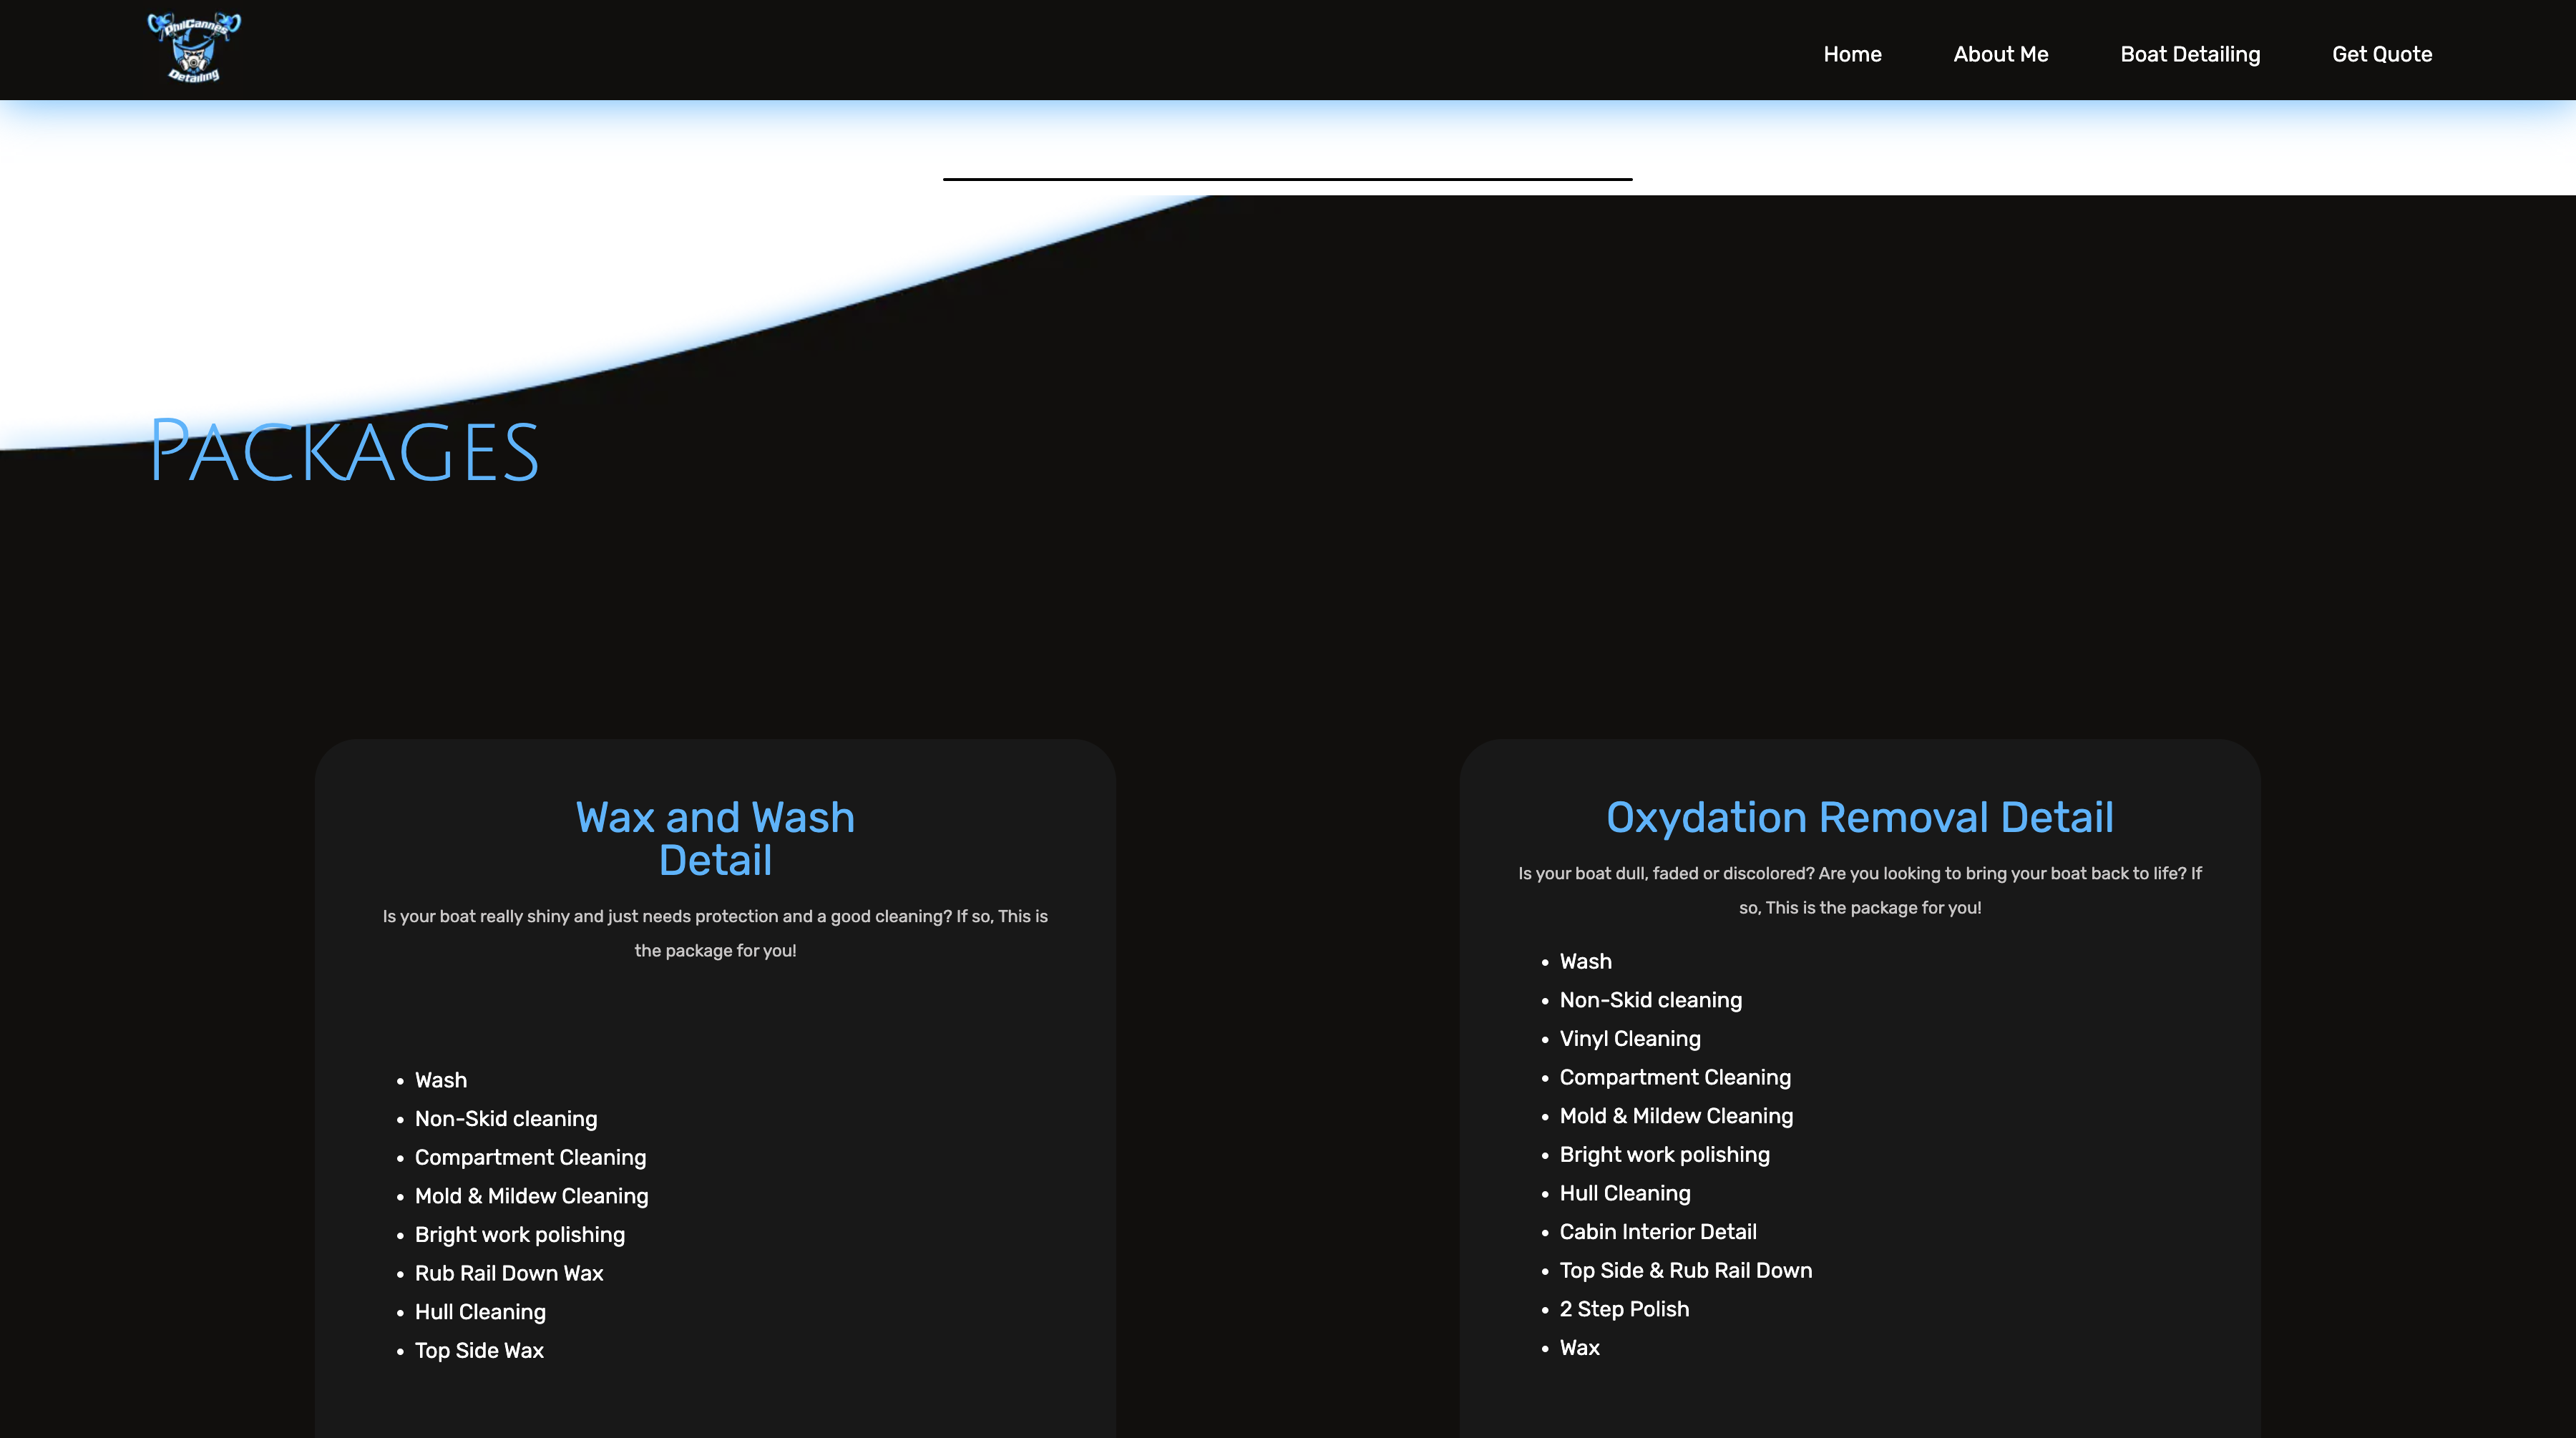 PhilCannes
Detailing
Home
About Me
Boat Detailing
Get Quote
Packages
Wax and Wash
Detail
Is your boat really shiny and just needs protection and a good cleaning? If so, This is
the package for you!
• Wash
• Non-Skid cleaning
• Compartment Cleaning
• Mold & Mildew Cleaning
• Bright work polishing
• Rub Rail Down Wax
• Hull Cleaning
• Top Side Wax
Oxydation Removal Detail
Is your boat dull, faded or discolored? Are you looking to bring your boat back to life? If
so, This is the package for you!
• Wash
• Non-Skid cleaning
• Vinyl Cleaning
• Compartment Cleaning
• Mold & Mildew Cleaning
• Bright work polishing
• Hull Cleaning
• Cabin Interior Detail
• Top Side & Rub Rail Down
• 2 Step Polish
• Wax